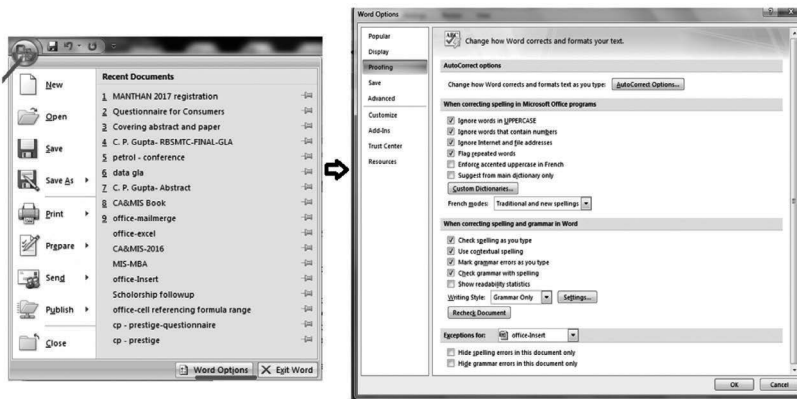 New
Open
Save
Save As
Print
Prepare
Send
Publish
Close
Recent Documents
1 MANTHAN 2017 registration
2 Questionnaire for Consumers
3 Covering abstract and paper
4 C. P. Gupta- RBSMTC-FINAL-GLA
5 petrol - conference
6 data gla
7 C. P. Gupta- Abstract
8 CA&MIS Book
9 office-mailmerge
office-excel
CA&MIS-2016
MIS-MBA
office-Insert
Scholorship followup
office-cell referencing formula range
cp - prestige-questionnaire
cp - prestige
Word Options
Exit Word
Word Options
Popular
Display
Proofing
Save
Advanced
Customize
Add-Ins
Trust Center
Resources
ABC
Change how Word corrects and formats your text.
AutoCorrect options
Change how Word corrects and formats text as you type: AutoCorrect Options...
When correcting spelling in Microsoft Office programs
Ignore words in UPPERCASE
Ignore words that contain numbers
Ignore Internet and file addresses
Flag repeated words
Enforce accented uppercase in French
Suggest from main dictionary only
Custom Dictionaries...
French modes: Traditional and new spellings
When correcting spelling and grammar in Word
Check spelling as you type
Use contextual spelling
Mark grammar errors as you type
Check grammar with spelling
Show readability statistics
Writing Style: Grammar Only Settings...
Recheck Document
Exceptions for: office-Insert
Hide spelling errors in this document only
Hide grammar errors in this document only
OK Cancel